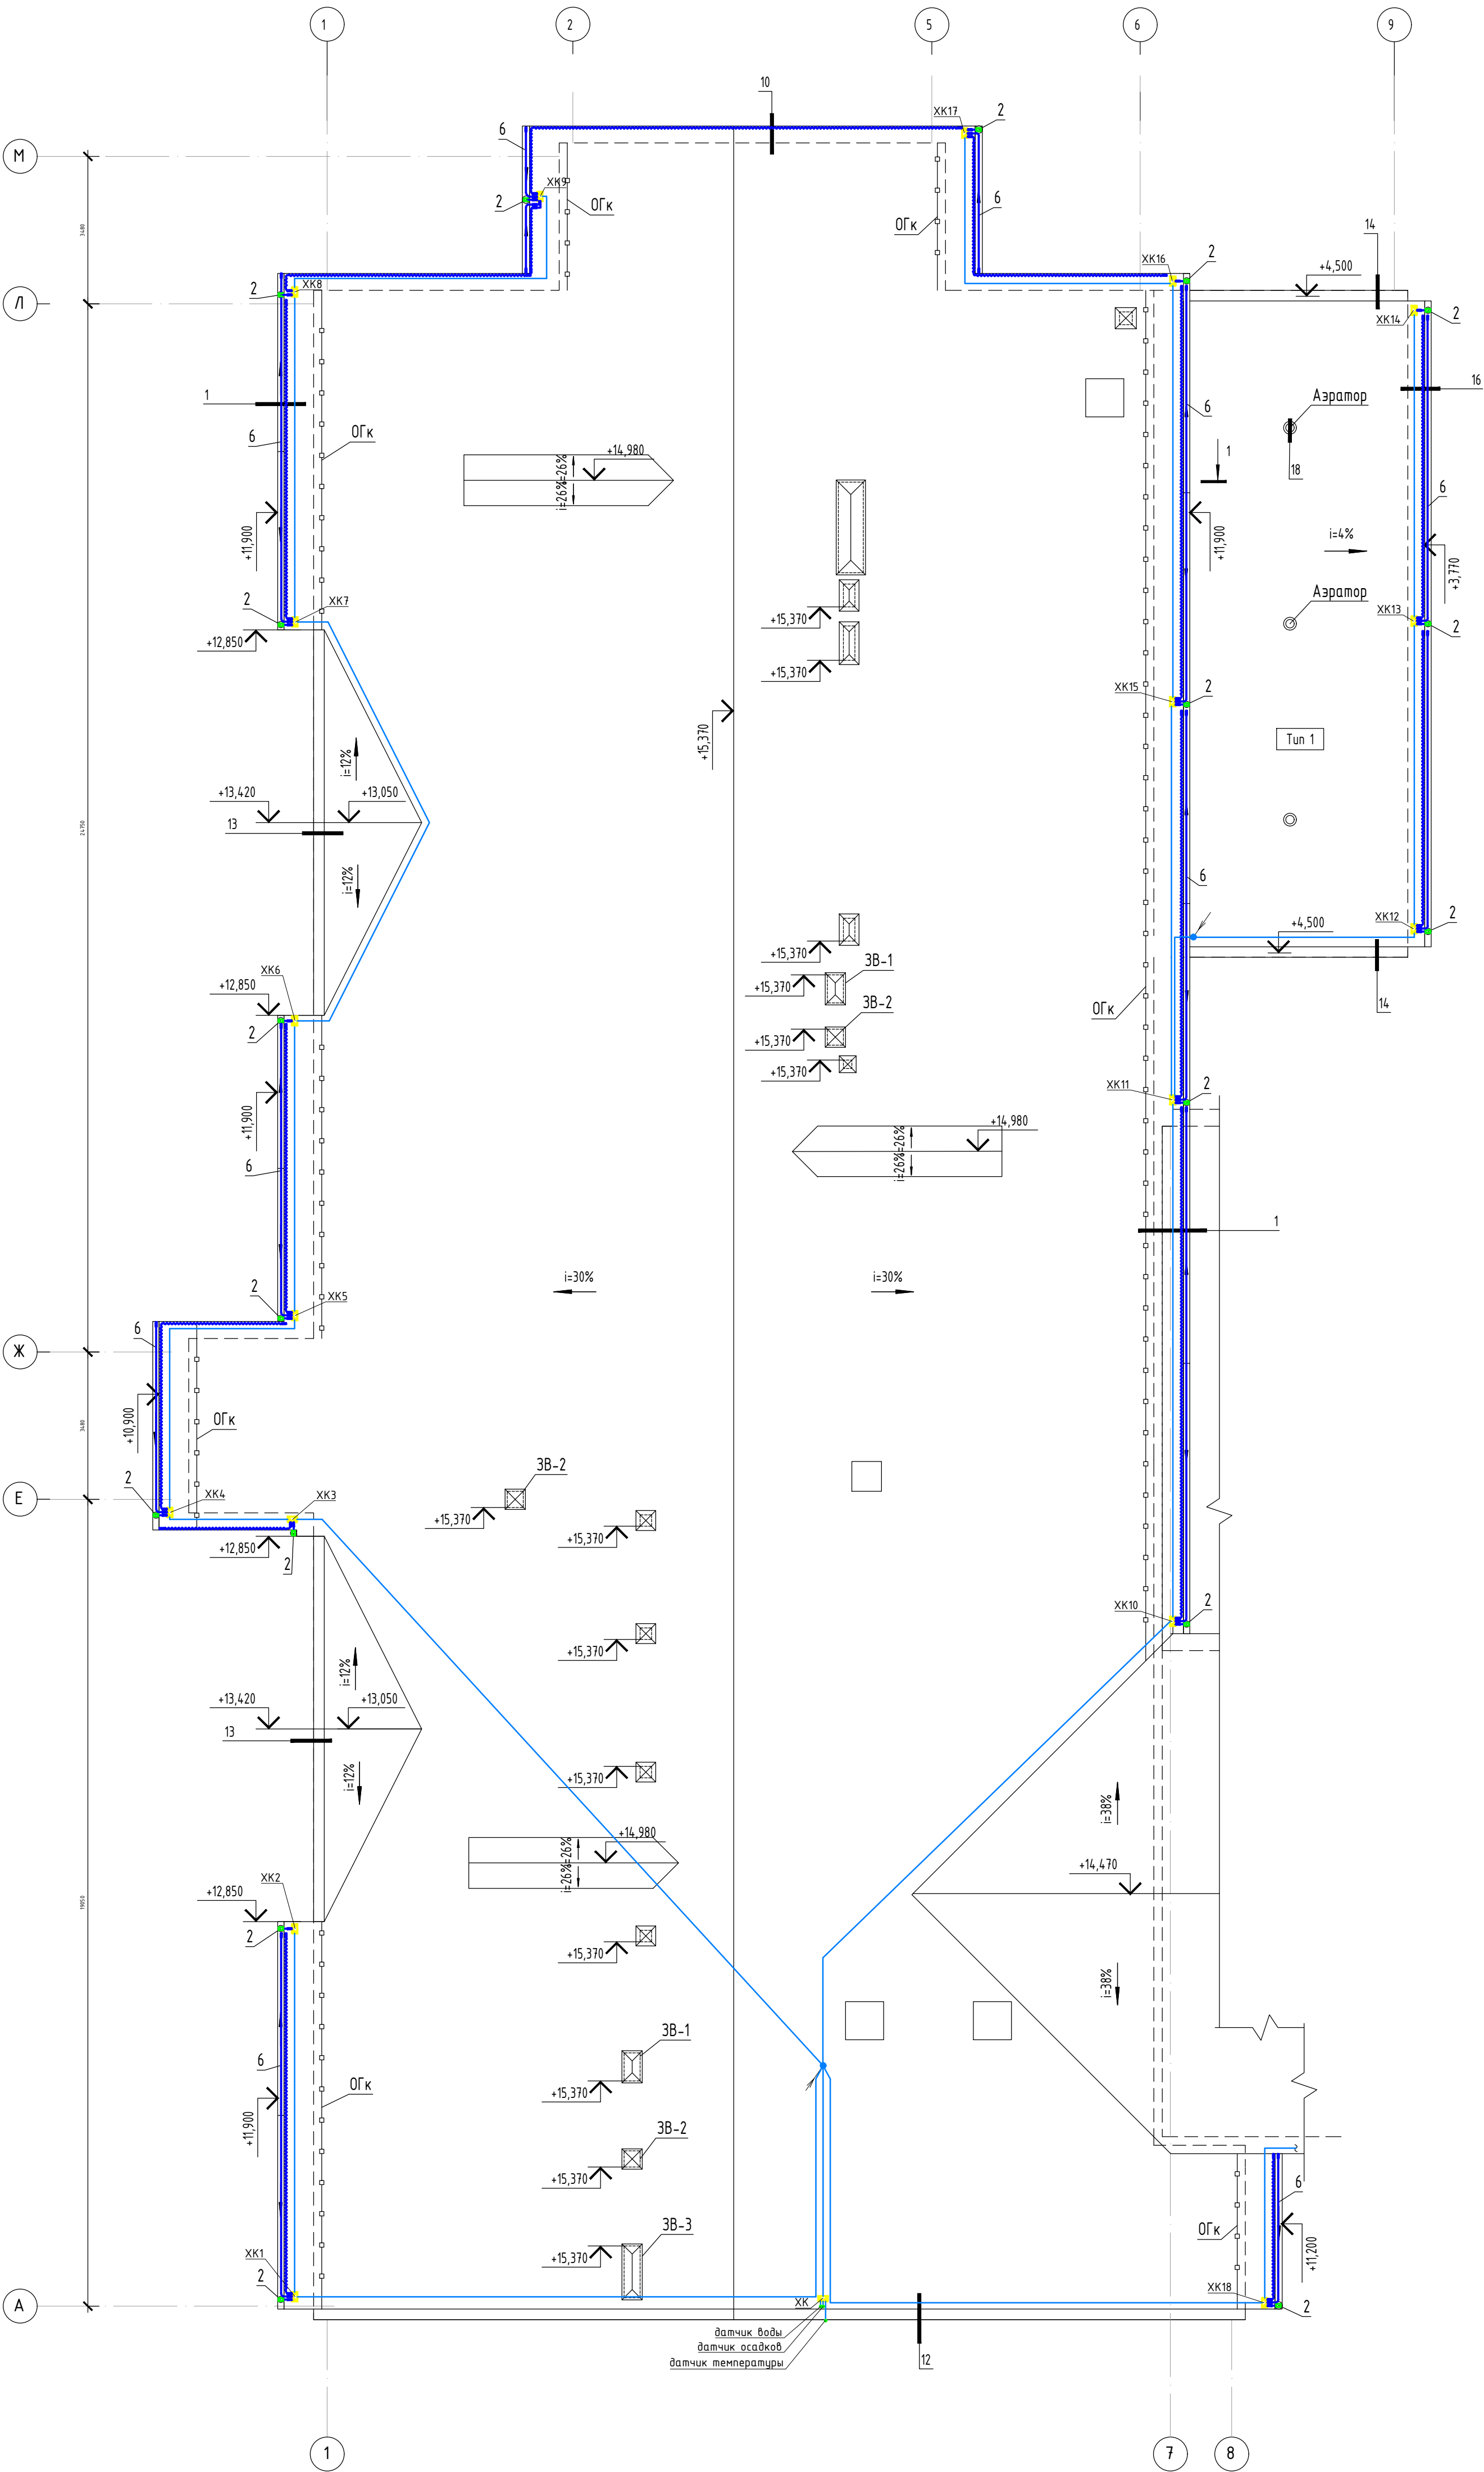 1
2
5
6
9
10
ХК17
2
6
М
2
ХК9
ОГк
ОГк
6
3480
14
ХК16
2
+4,500
2
ХК8
Л
ХК14
2
1
16
Аэратор
6
6
ОГк
18
1
+14,980
i=26%
i=26%
6
+11,900
+11,900
i=4%
+3,770
2
ХК7
+15,370
Аэратор
ХК13
2
+12,850
+15,370
ХК15
2
+15,370
Тип 1
i=12%
+13,420
+13,050
13
24750
i=12%
6
ХК12
2
+4,500
+15,370
ЗВ-1
ХК6
+12,850
+15,370
ЗВ-2
ОГк
14
2
+15,370
+15,370
ХК11
2
+11,900
+14,980
i=26%
i=26%
6
1
i=30%
i=30%
2
ХК5
6
Ж
+10,900
ОГк
3480
ЗВ-2
2
ХК4
ХК3
Е
+15,370
+15,370
+12,850
2
ХК10
2
+15,370
i=12%
+13,420
+13,050
13
i=12%
+15,370
i=38%
+14,980
i=26%
i=26%
+14,470
ХК2
+12,850
19050
2
+15,370
i=38%
6
ЗВ-1
ОГк
+15,370
+11,900
ЗВ-2
+15,370
6
ЗВ-3
ОГк
+11,200
ХК1
+15,370
2
ХК18
2
А
ХК
датчик воды
датчик осадков
датчик температуры
12
1
7
8